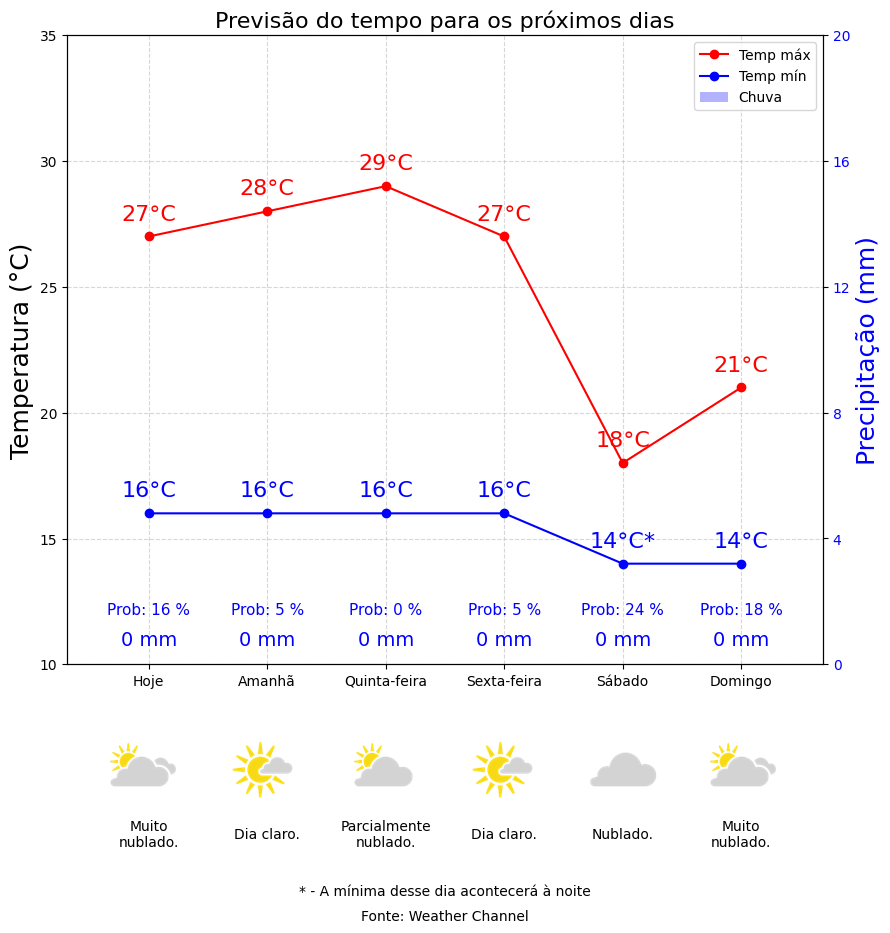 Previsão do tempo para os próximos dias
35
30
25
20
15
10
Temperatura (°C)
20
16
12
8
4
0
Precipitação (mm)
Temp máx
Temp mín
Chuva
27°C
28°C
29°C
27°C
18°C
21°C
16°C
16°C
16°C
16°C
14°C*
14°C
Prob: 16 %
Prob: 5 %
Prob: 0 %
Prob: 5 %
Prob: 24 %
Prob: 18 %
0 mm
0 mm
0 mm
0 mm
0 mm
0 mm
Hoje
Amanhã
Quinta-feira
Sexta-feira
Sábado
Domingo
Muito
nublado.
Dia claro.
Parcialmente
nublado.
Dia claro.
Nublado.
Muito
nublado.
* - A mínima desse dia acontecerá à noite
Fonte: Weather Channel